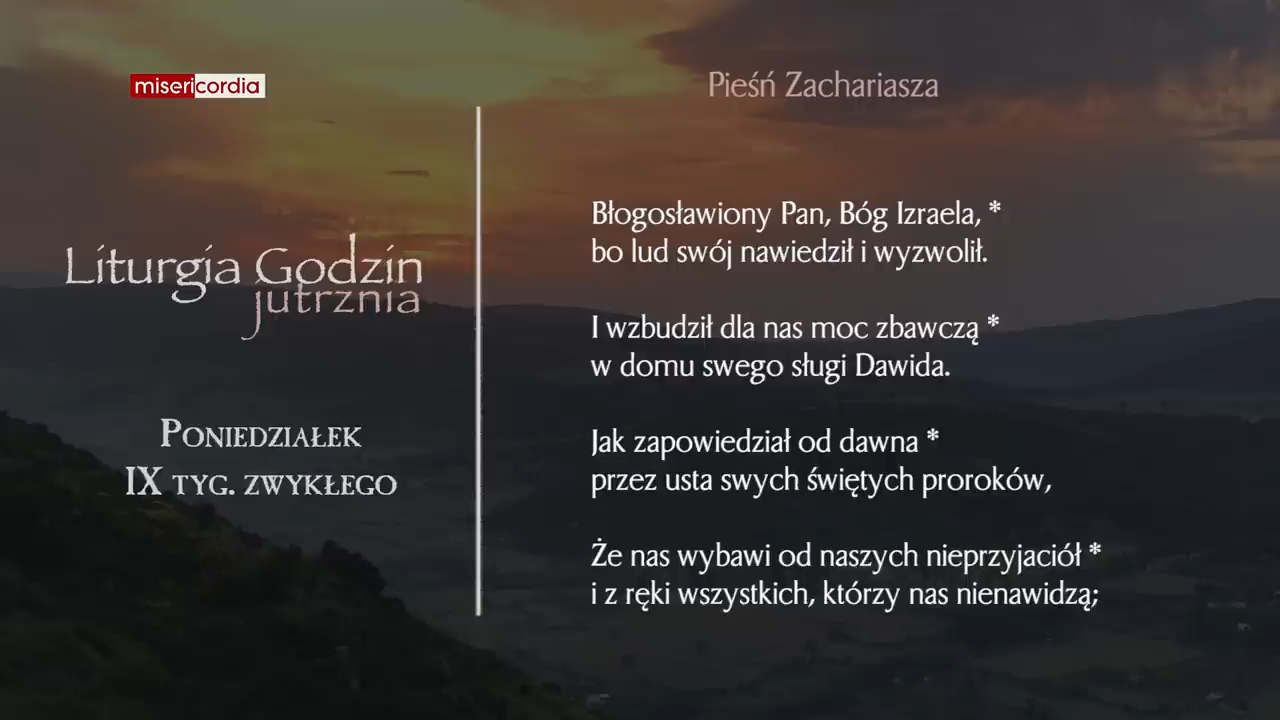 misericordia
Liturgia Godzin
jutrznia
Poniedziałek
IX tyg. zwykłego
Pieśń Zachariasza
Błogosławiony Pan, Bóg Izraela, *
bo lud swój nawiedził i wyzwolił.
I wzbudził dla nas moc zbawczą *
w domu swego sługi Dawida.
Jak zapowiedział od dawna *
przez usta swych świętych proroków,
Że nas wybawi od naszych nieprzyjaciół *
i z ręki wszystkich, którzy nas nienawidzą;